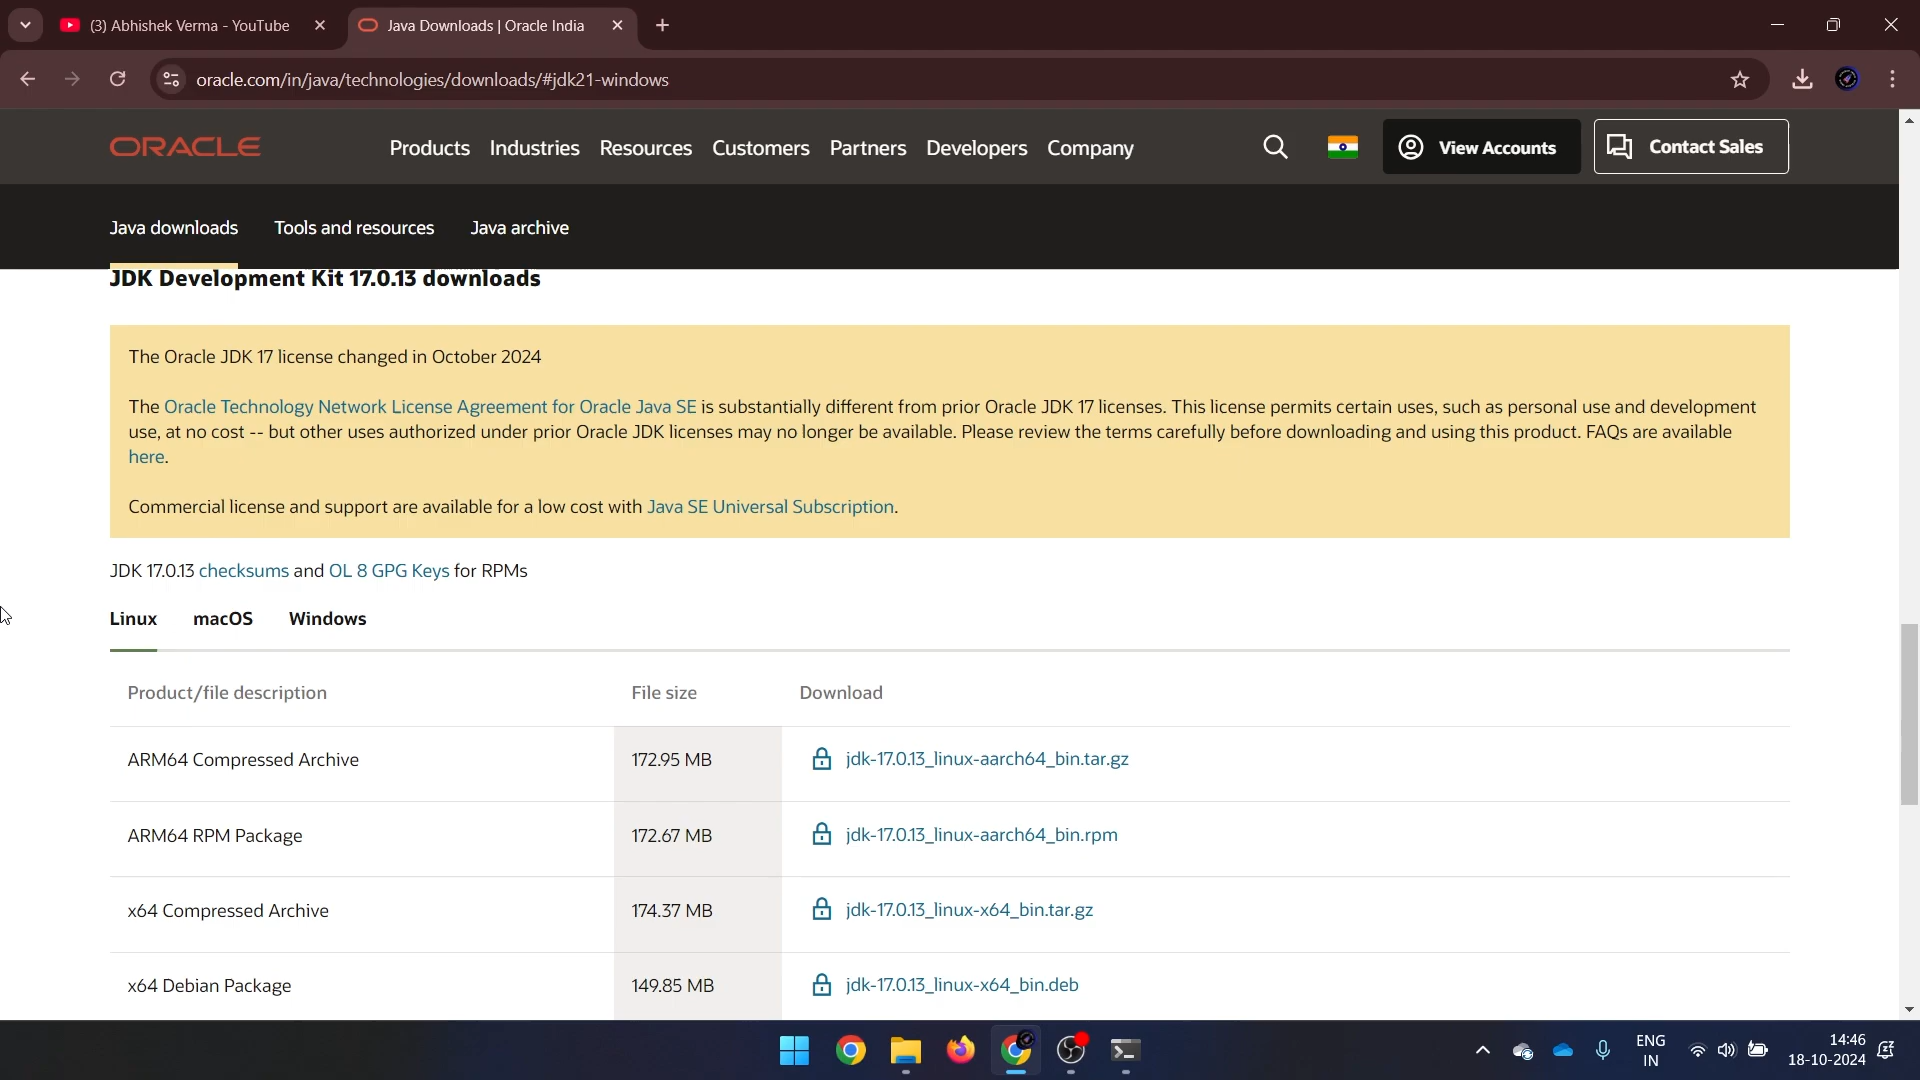 (3) Abhishek Verma - YouTube
Java Downloads | Oracle India
oracle.com/in/java/technologies/downloads/#jdk21-windows
ORACLE
Products Industries Resources Customers Partners Developers Company
View Accounts
Contact Sales
Java downloads Tools and resources Java archive
JDK Development Kit 17.0.13 downloads
The Oracle JDK 17 license changed in October 2024
The Oracle Technology Network License Agreement for Oracle Java SE is substantially different from prior Oracle JDK 17 licenses. This license permits certain uses, such as personal use and development
use, at no cost -- but other uses authorized under prior Oracle JDK licenses may no longer be available. Please review the terms carefully before downloading and using this product. FAQs are available
here.
Commercial license and support are available for a low cost with Java SE Universal Subscription.
JDK 17.0.13 checksums and OL 8 GPG Keys for RPMs
Linux macOS Windows
Product/file description File size Download
ARM64 Compressed Archive 172.95 MB jdk-17.0.13_linux-aarch64_bin.tar.gz
ARM64 RPM Package 172.67 MB jdk-17.0.13_linux-aarch64_bin.rpm
x64 Compressed Archive 174.37 MB jdk-17.0.13_linux-x64_bin.tar.gz
x64 Debian Package 149.85 MB jdk-17.0.13_linux-x64_bin.deb
ENG
IN
14:46
18-10-2024